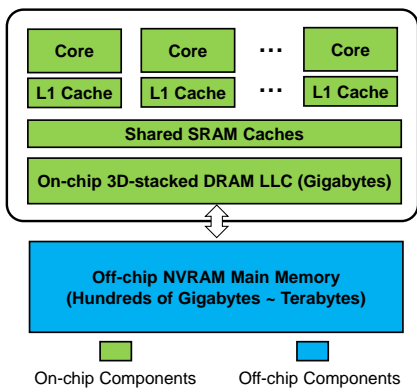 Core Core ... Core
L1 Cache L1 Cache ... L1 Cache
Shared SRAM Caches
On-chip 3D-stacked DRAM LLC (Gigabytes)
Off-chip NVRAM Main Memory
(Hundreds of Gigabytes ~ Terabytes)
On-chip Components Off-chip Components